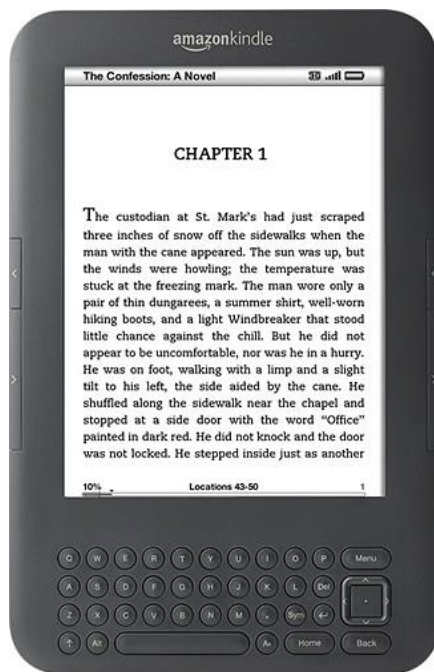 amazonkindle
The Confession: A Novel 3G
CHAPTER 1
The custodian at St. Mark's had just scraped
three inches of snow off the sidewalks when the
man with the cane appeared. The sun was up, but
the winds were howling; the temperature was
stuck at the freezing mark. The man wore only a
pair of thin dungarees, a summer shirt, well-worn
hiking boots, and a light Windbreaker that stood
little chance against the chill. But he did not
appear to be uncomfortable, nor was he in a hurry.
He was on foot, walking with a limp and a slight
tilt to his left, the side aided by the cane. He
shuffled along the sidewalk near the chapel and
stopped at a side door with the word “Office”
painted in dark red. He did not knock and the door
was not locked. He stepped inside just as another
10% Locations 43-50 1
Q W E R T Y U I O P Menu
A S D F G H J K L Del
Z X C V B N M . Sym
Alt Aa Home Back